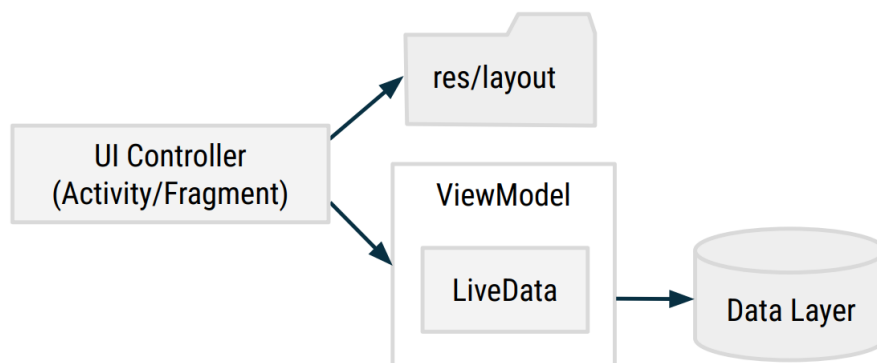 res/layout
UI Controller
(Activity/Fragment)
ViewModel
LiveData
Data Layer